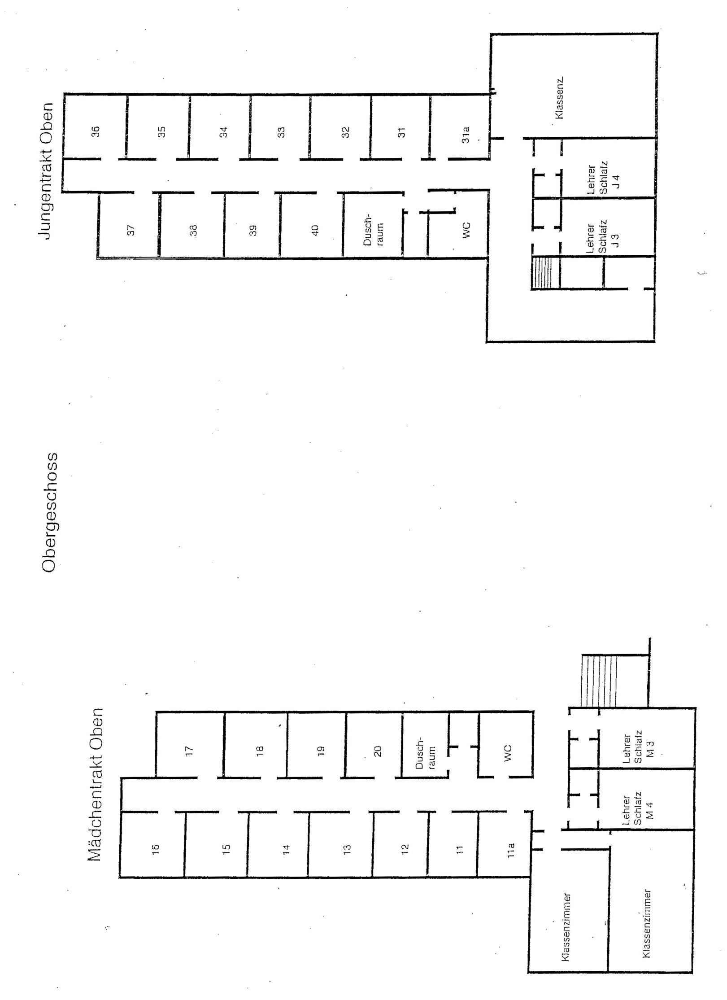 Obergeschoss
Mädchentrakt Oben
16
15
14
13
12
11
11a
17
18
19
20
Dusch-
raum
WC
Klassenzimmer
Klassenzimmer
Lehrer
Schlafz
M 4
Lehrer
Schlafz
M 3
Jungentrakt Oben
37
38
39
40
Dusch-
raum
WC
36
35
34
33
32
31
31a
Lehrer
Schlafz
J 3
Lehrer
Schlatz
J 4
Klassenz.